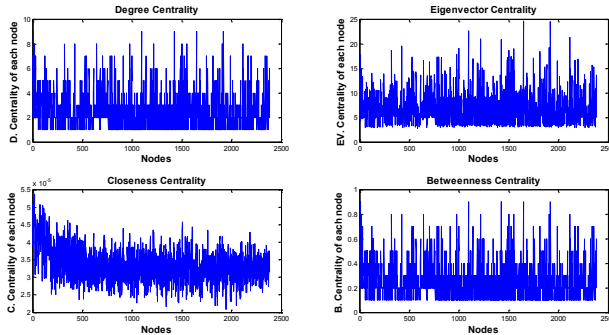 Degree Centrality
D. Centrality of each node
10
8
6
4
2
0
0 500 1000 1500 2000 2500
Nodes
Eigenvector Centrality
EV. Centrality of each node
25
20
15
10
5
0
0 500 1000 1500 2000 2500
Nodes
Closeness Centrality
x 10-5
C. Centrality of each node
5.5
5
4.5
4
3.5
3
2.5
2
0 500 1000 1500 2000 2500
Nodes
Betweenness Centrality
B. Centrality of each node
1
0.8
0.6
0.4
0.2
0
0 500 1000 1500 2000 2500
Nodes